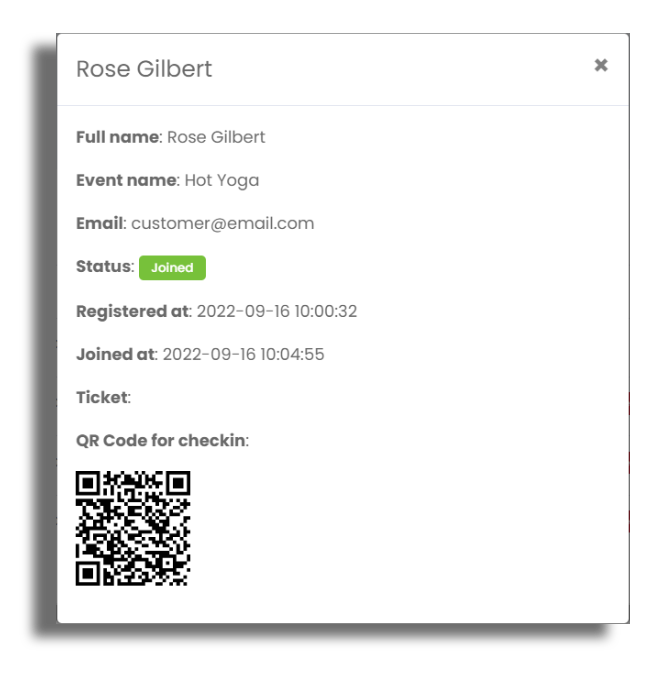 Rose Gilbert
Full name: Rose Gilbert
Event name: Hot Yoga
Email: customer@email.com
Status: Joined
Registered at: 2022-09-16 10:00:32
Joined at: 2022-09-16 10:04:55
Ticket:
QR Code for checkin: